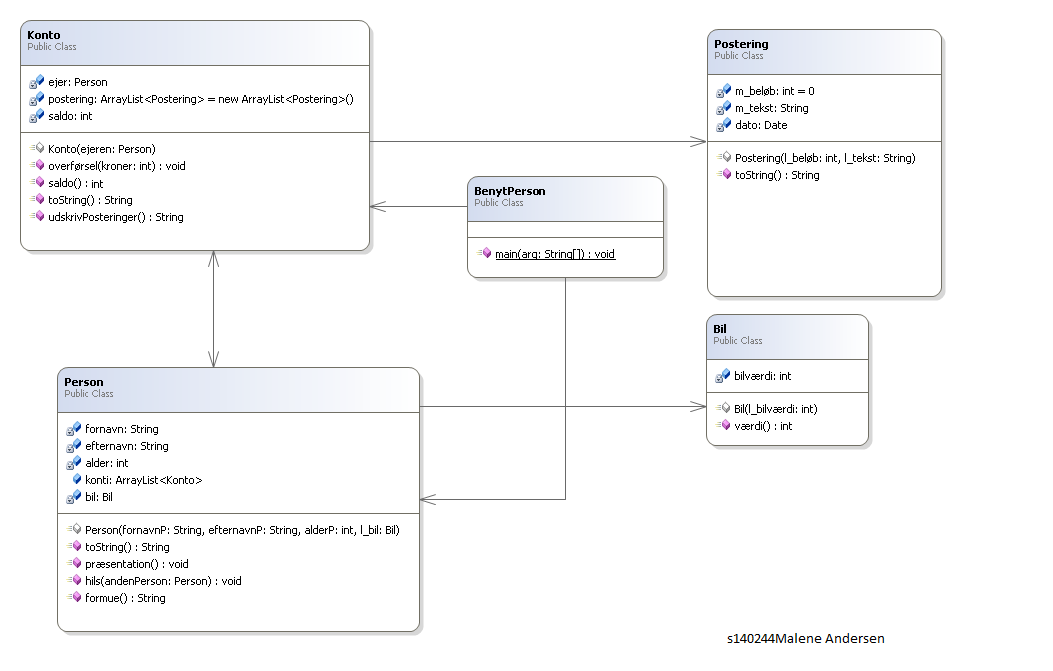 Konto
Public Class
ejer: Person
postering: ArrayList<Postering> = new ArrayList<Postering>()
saldo: int
Konto(ejeren: Person)
overførsel(kroner: int) : void
saldo() : int
toString() : String
udskrivPosteringer() : String
Postering
Public Class
m_beløb: int = 0
m_tekst: String
dato: Date
Postering(l_beløb: int, l_tekst: String)
toString() : String
BenytPerson
Public Class
main(arg: String[]) : void
Bil
Public Class
bilværdi: int
Bil(l_bilværdi: int)
værdi() : int
Person
Public Class
fornavn: String
efternavn: String
alder: int
konti: ArrayList<Konto>
bil: Bil
Person(fornavnP: String, efternavnP: String, alderP: int, l_bil: Bil)
toString() : String
præsentation() : void
hils(andenPerson: Person) : void
formue() : String
s140244Malene Andersen